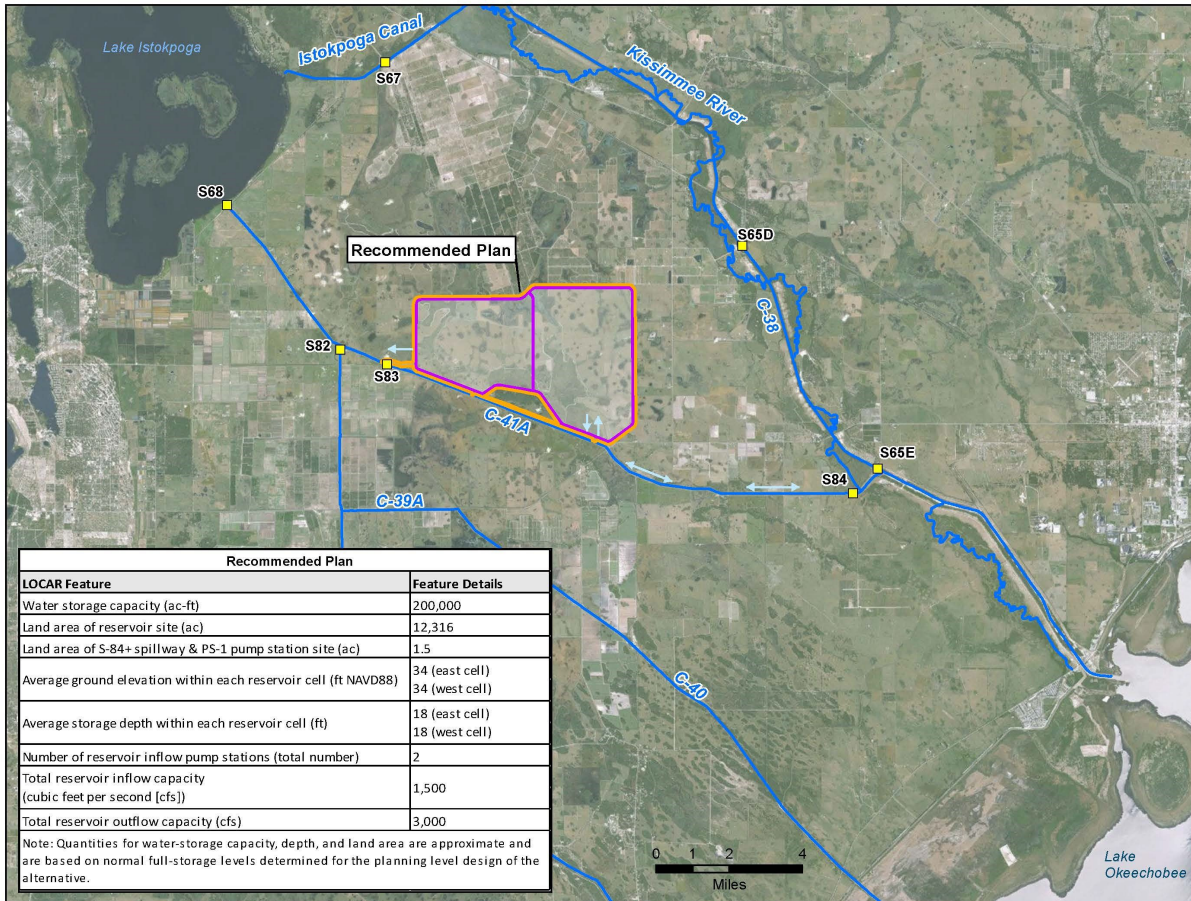 Lake Istokpoga
Istokpoga Canal
S67
Kissimmee River
S68
Recommended Plan
S65D
C-38
S82
S83
C-41A
S65E
S84
C-39A
C-40
Recommended Plan
LOCAR Feature Feature Details
Water storage capacity (ac-ft) 200,000
Land area of reservoir site (ac) 12,316
Land area of S-84+ spillway & PS-1 pump station site (ac) 1.5
Average ground elevation within each reservoir cell (ft NAVD88) 34 (east cell)
34 (west cell)
Average storage depth within each reservoir cell (ft) 18 (east cell)
18 (west cell)
Number of reservoir inflow pump stations (total number) 2
Total reservoir inflow capacity
(cubic feet per second [cfs]) 1,500
Total reservoir outflow capacity (cfs) 3,000
Note: Quantities for water-storage capacity, depth, and land area are approximate and
are based on normal full-storage levels determined for the planning level design of the
alternative.
0 1 2 4
Miles
Lake
Okeechobee